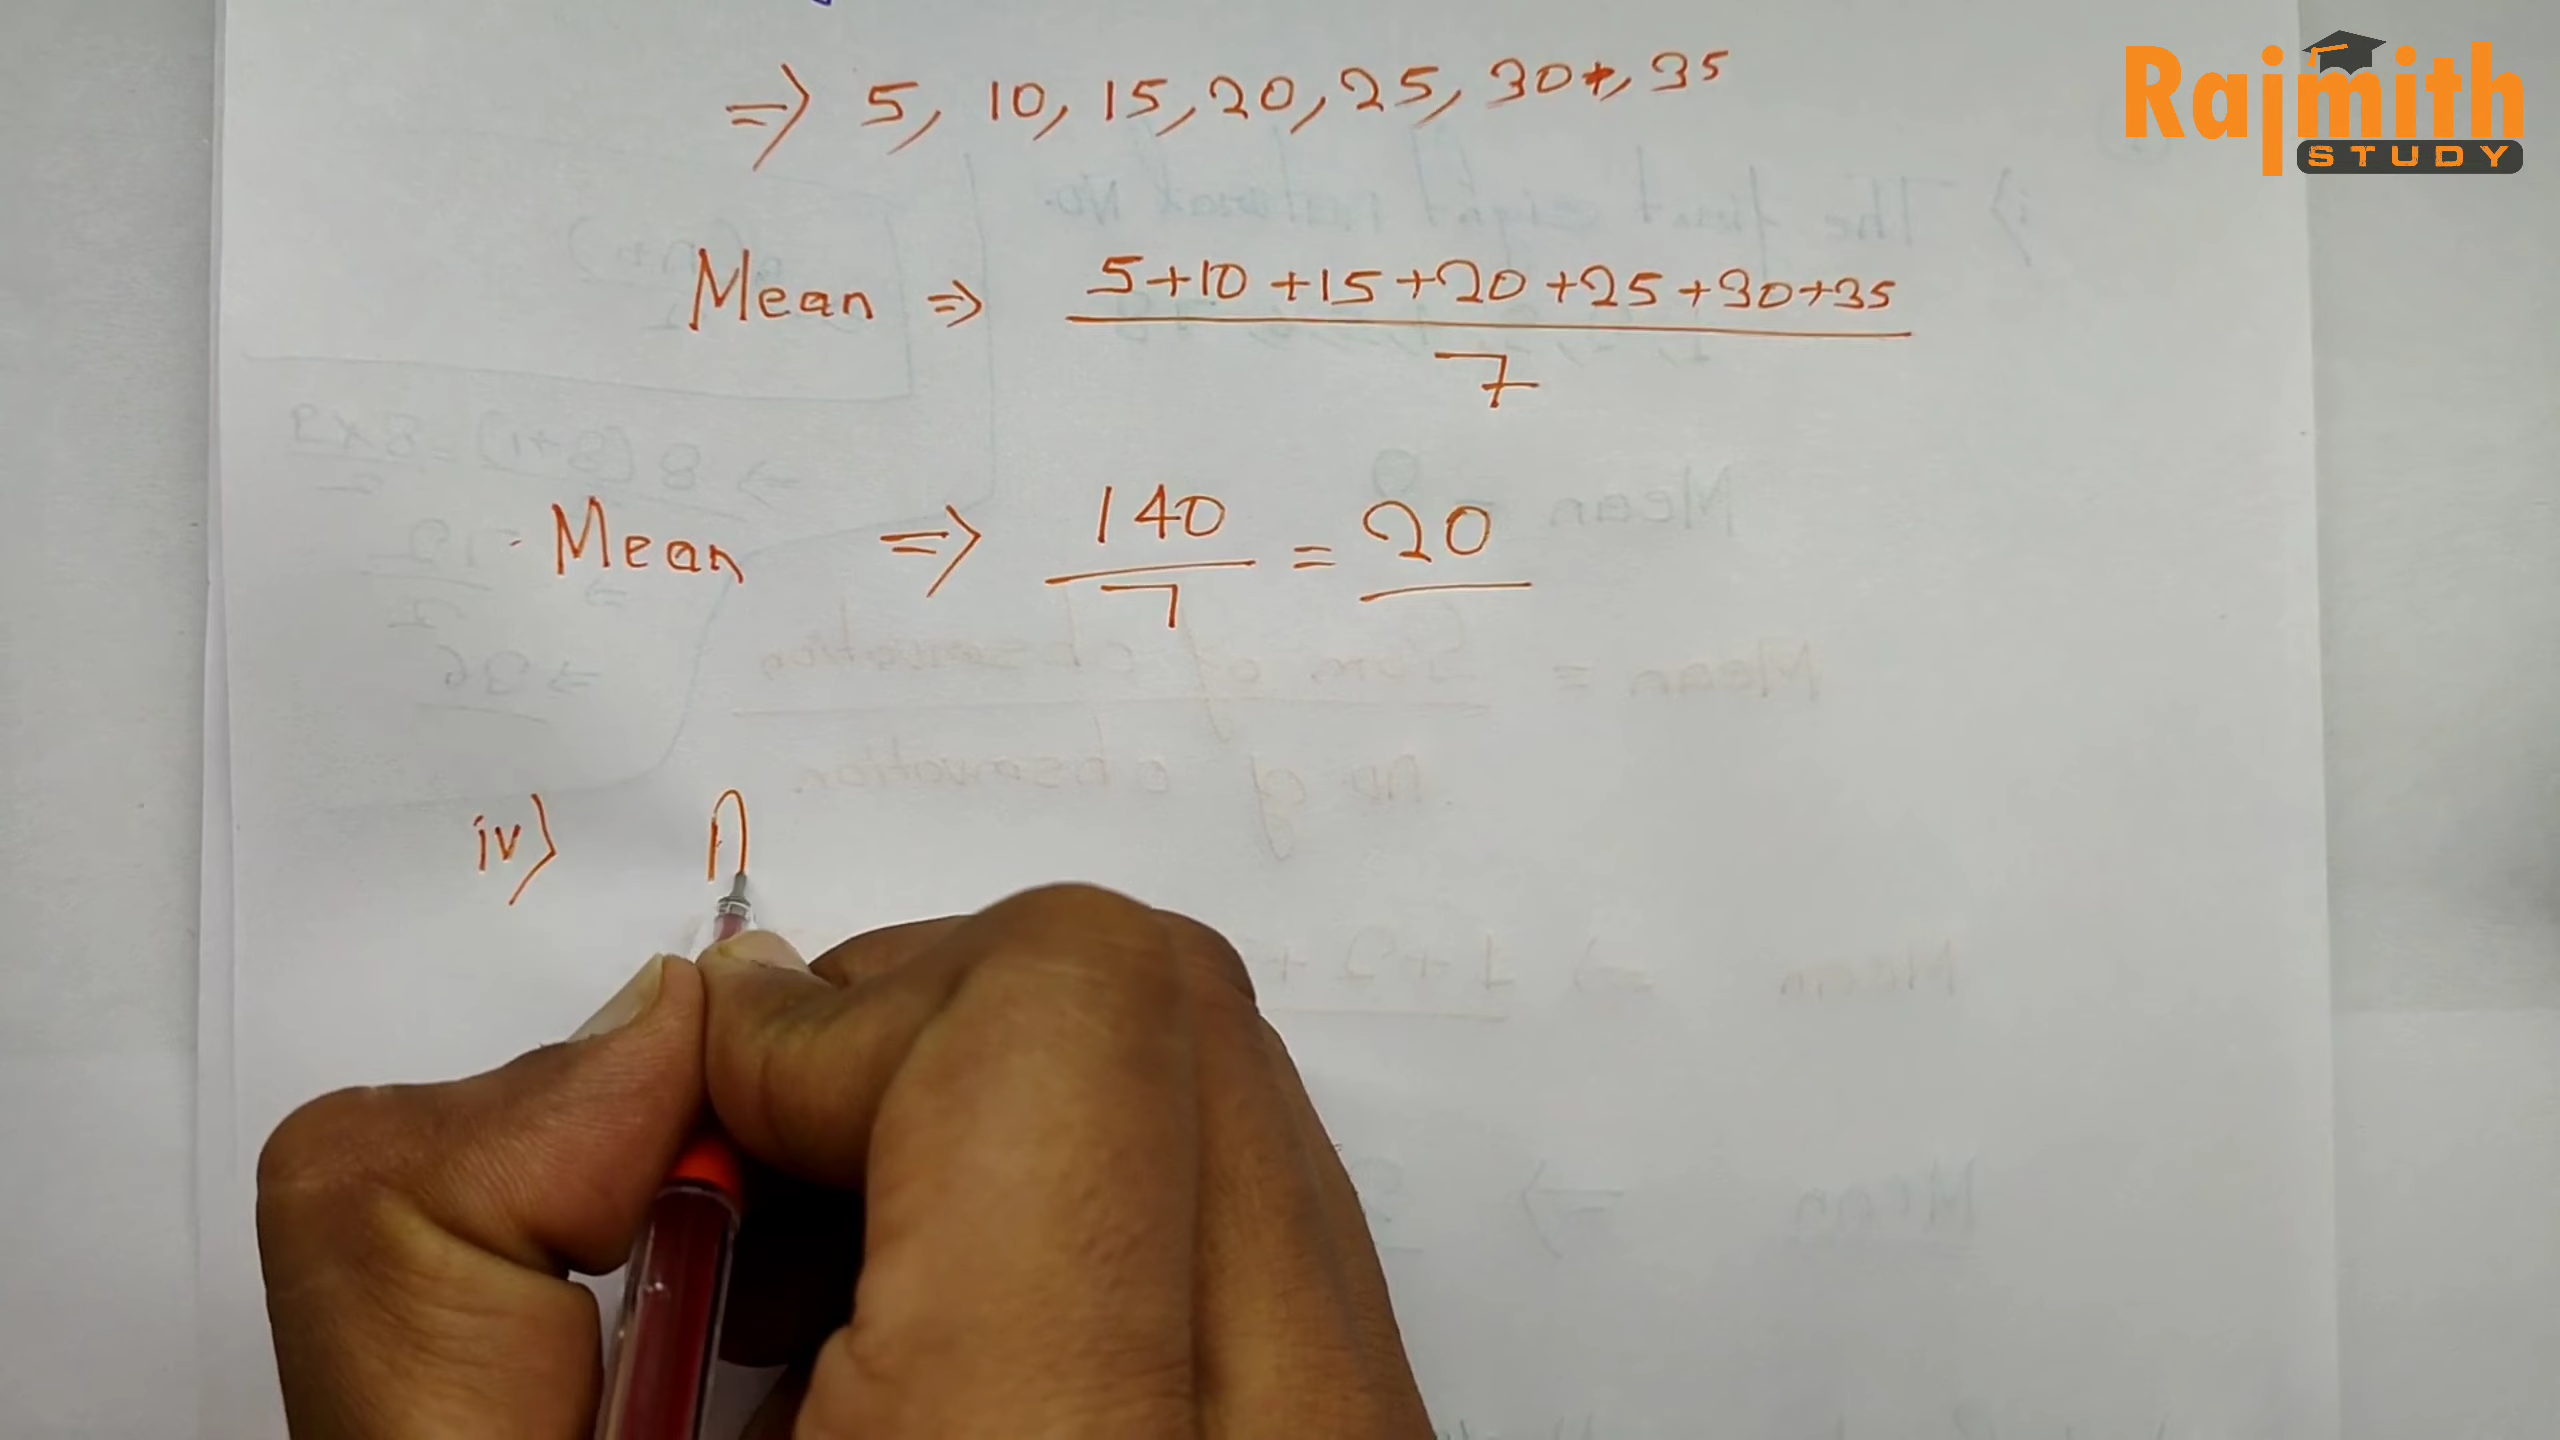 Rajmith
STUDY
=> 5, 10, 15, 20, 25, 30, 35
Mean => 5+10+15+20+25+30+35
7
Mean => 140/7 = 20
iv)